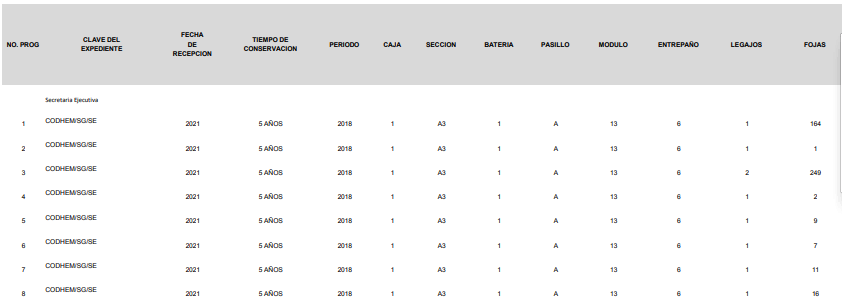 NO. PROG CLAVE DEL EXPEDIENTE FECHA DE RECEPCION TIEMPO DE CONSERVACION PERIODO CAJA SECCION BATERIA PASILLO MODULO ENTREPAÑO LEGAJOS FOJAS
Secretaria Ejecutiva
1 CODHEM/SG/SE 2021 5 AÑOS 2018 1 A3 1 A 13 6 1 164
2 CODHEM/SG/SE 2021 5 AÑOS 2018 1 A3 1 A 13 6 1 1
3 CODHEM/SG/SE 2021 5 AÑOS 2018 1 A3 1 A 13 6 2 249
4 CODHEM/SG/SE 2021 5 AÑOS 2018 1 A3 1 A 13 6 1 2
5 CODHEM/SG/SE 2021 5 AÑOS 2018 1 A3 1 A 13 6 1 9
6 CODHEM/SG/SE 2021 5 AÑOS 2018 1 A3 1 A 13 6 1 7
7 CODHEM/SG/SE 2021 5 AÑOS 2018 1 A3 1 A 13 6 1 11
8 CODHEM/SG/SE 2021 5 AÑOS 2018 1 A3 1 A 13 6 1 16